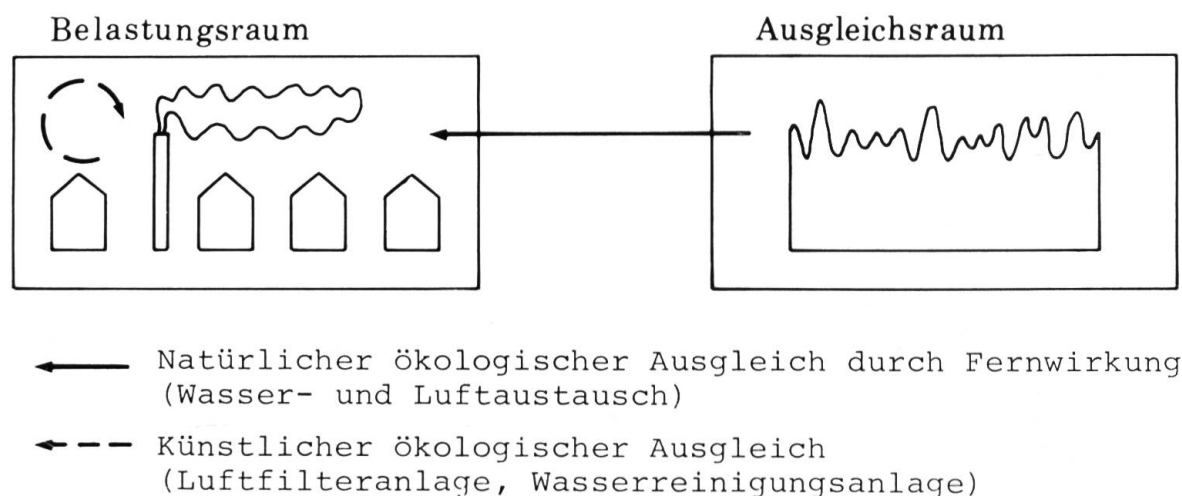 Belastungsraum
Ausgleichsraum
Natürlicher ökologischer Ausgleich durch Fernwirkung
(Wasser- und Luftaustausch)
Künstlicher ökologischer Ausgleich
(Luftfilteranlage, Wasserreinigungsanlage)